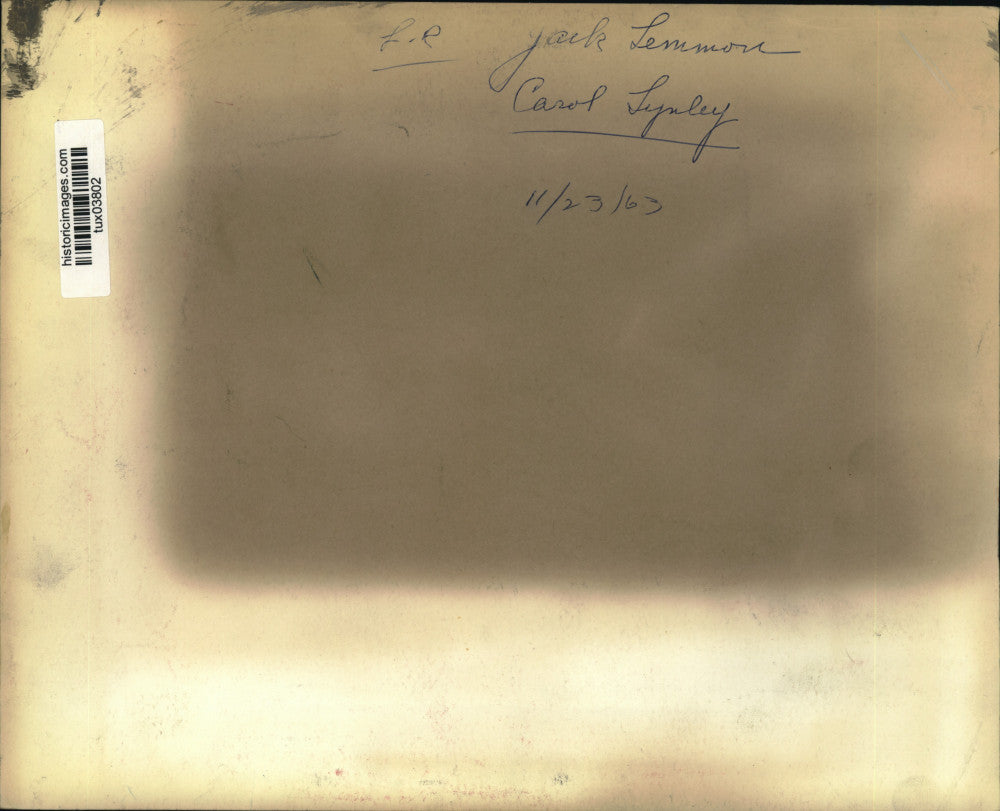 L-R Jack Lemmon
Carol Lynley
11/23/63
historicimages.com
tux03802